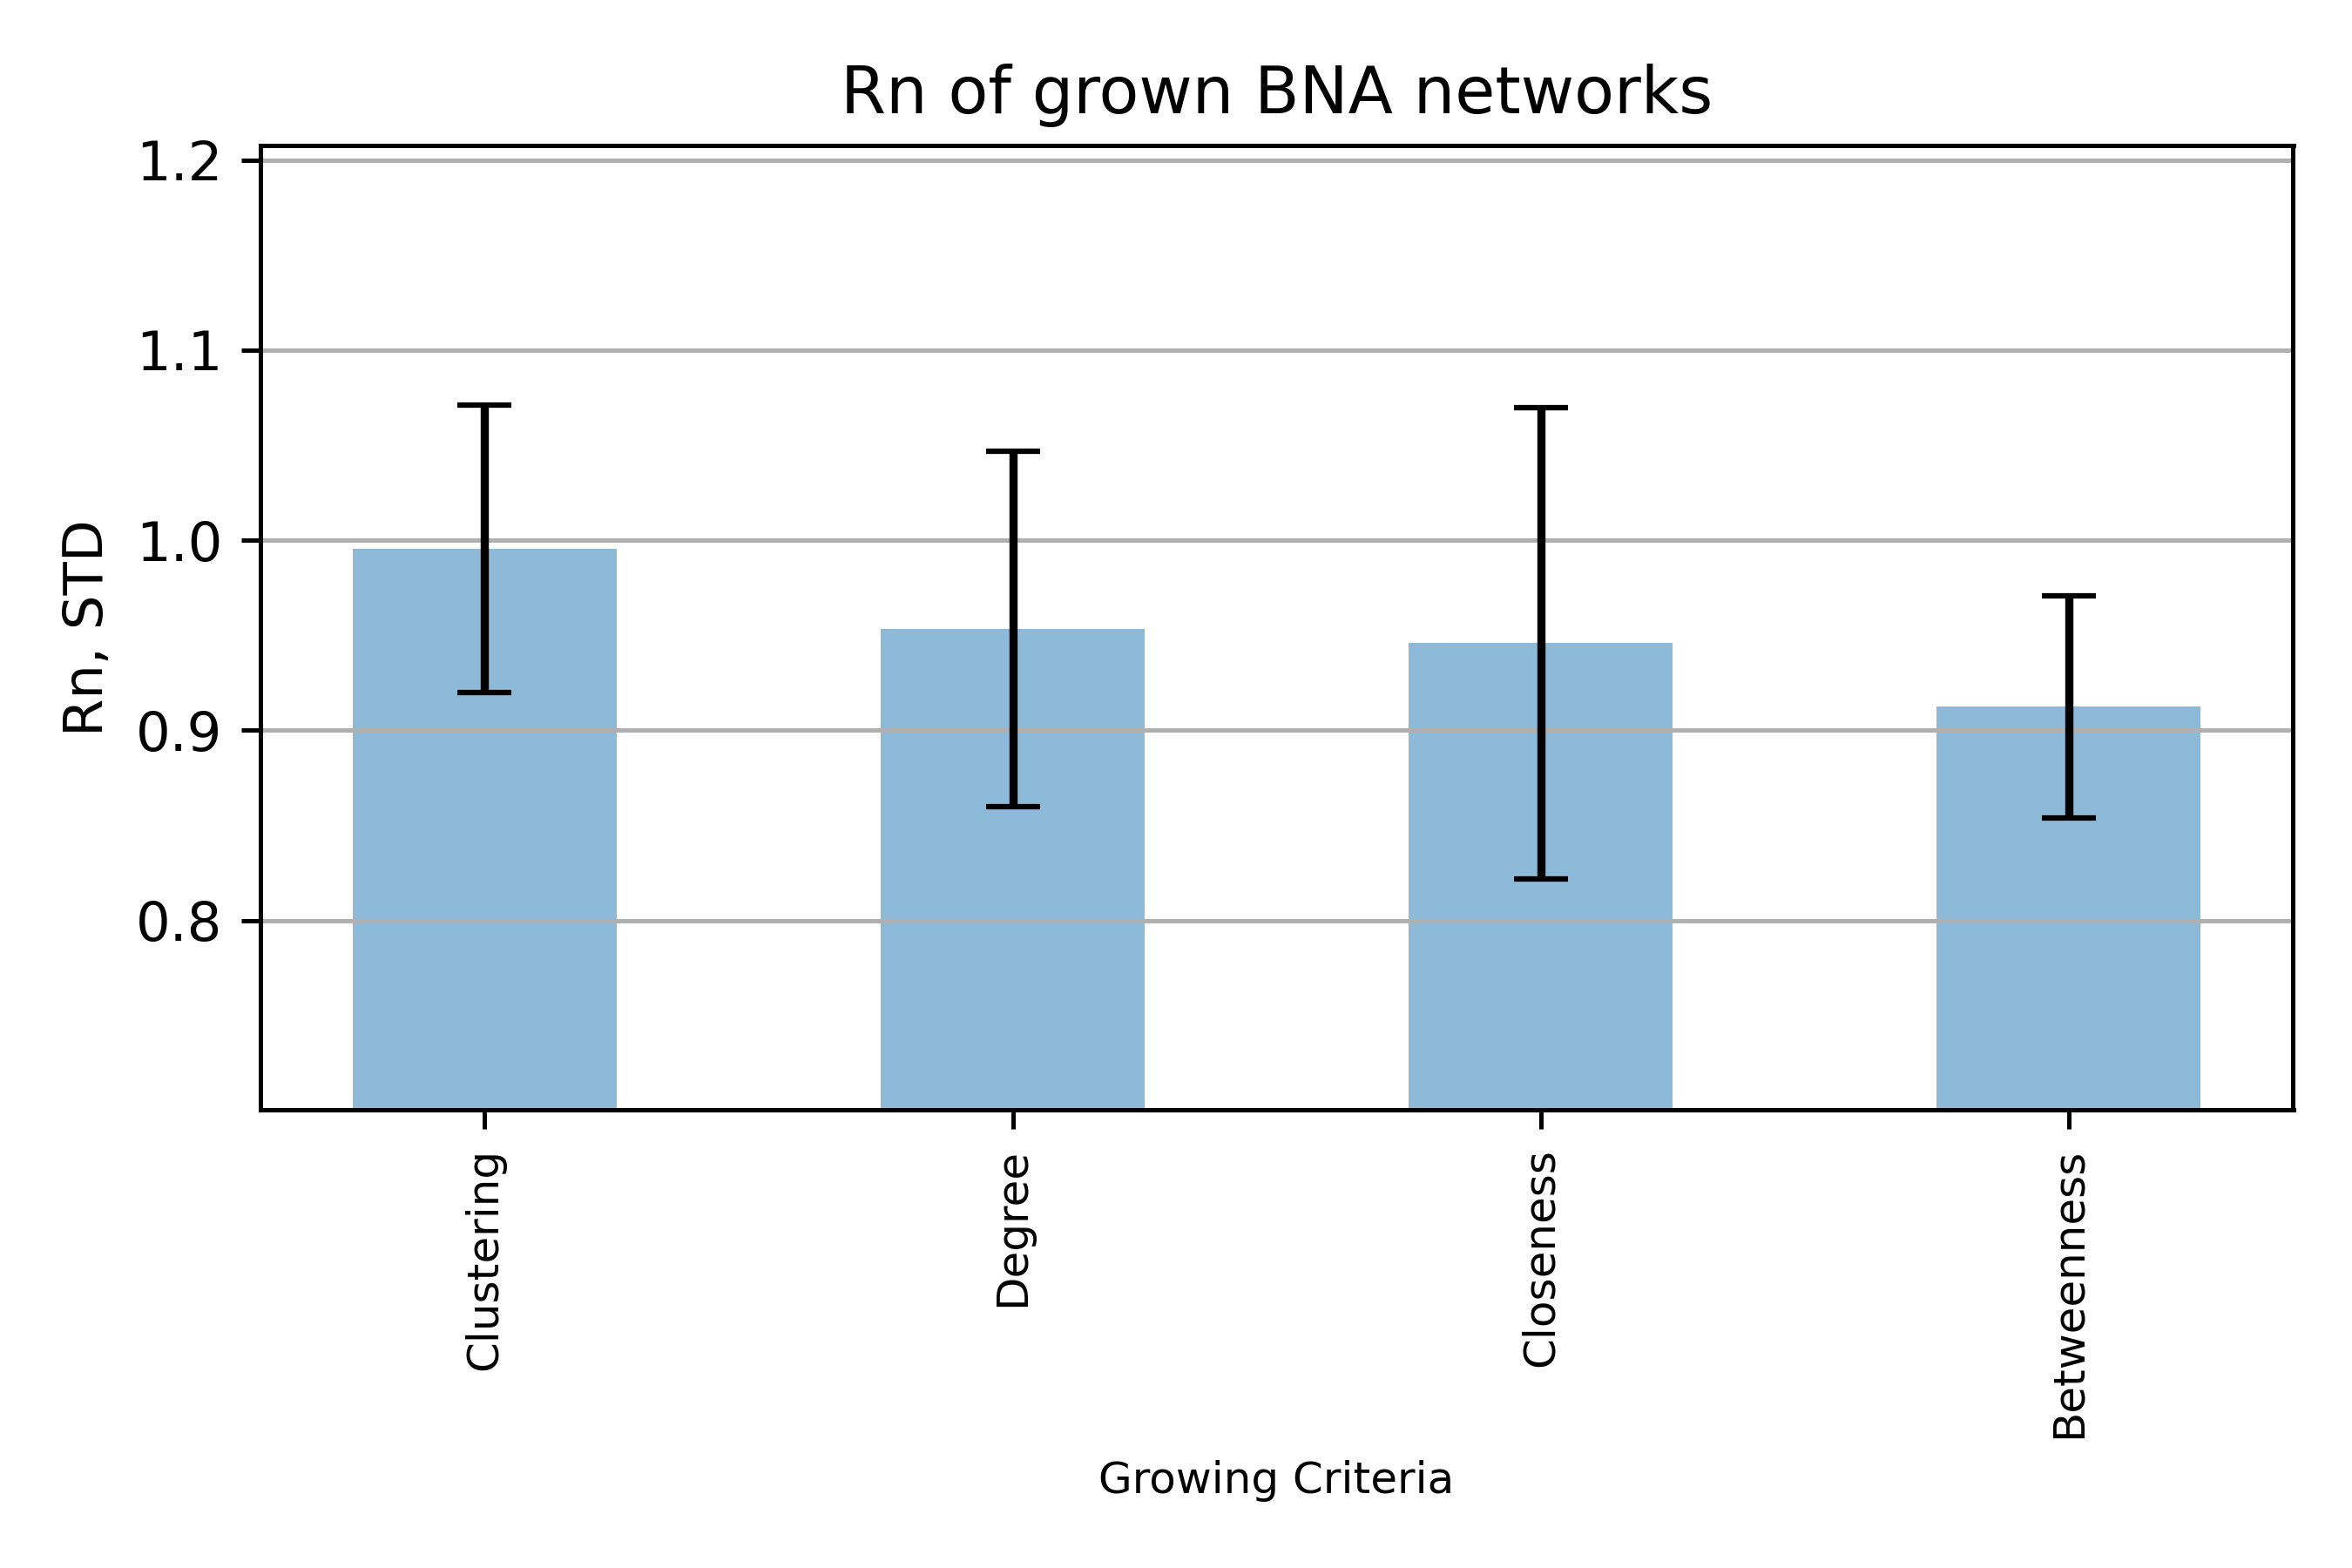 Rn of grown BNA networks
1.2
1.1
1.0
0.9
0.8
Rn, STD
Clustering
Degree
Closeness
Betweenness
Growing Criteria